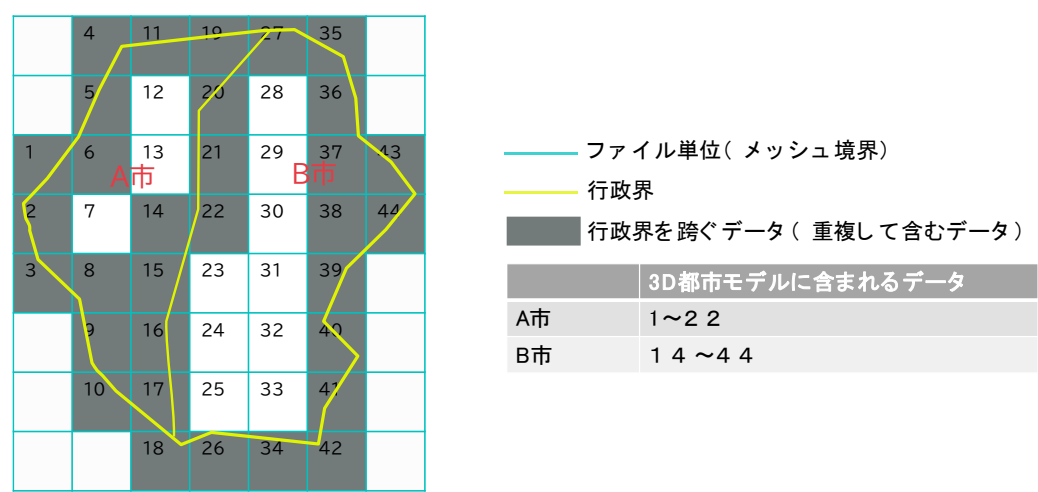 4 11 19 27 35
5 12 20 28 36
1 6 13 21 29 37 43
A市 B市
2 7 14 22 30 38 44
3 8 15 23 31 39
9 16 24 32 40
10 17 25 33 41
18 26 34 42
ファイル単位(メッシュ境界)
行政界
行政界を跨ぐデータ(重複して含むデータ)
3D都市モデルに含まれるデータ
A市 1～22
B市 14～44